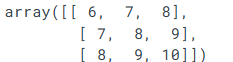 array([[ 6,  7,  8],
       [ 7,  8,  9],
       [ 8,  9, 10]])